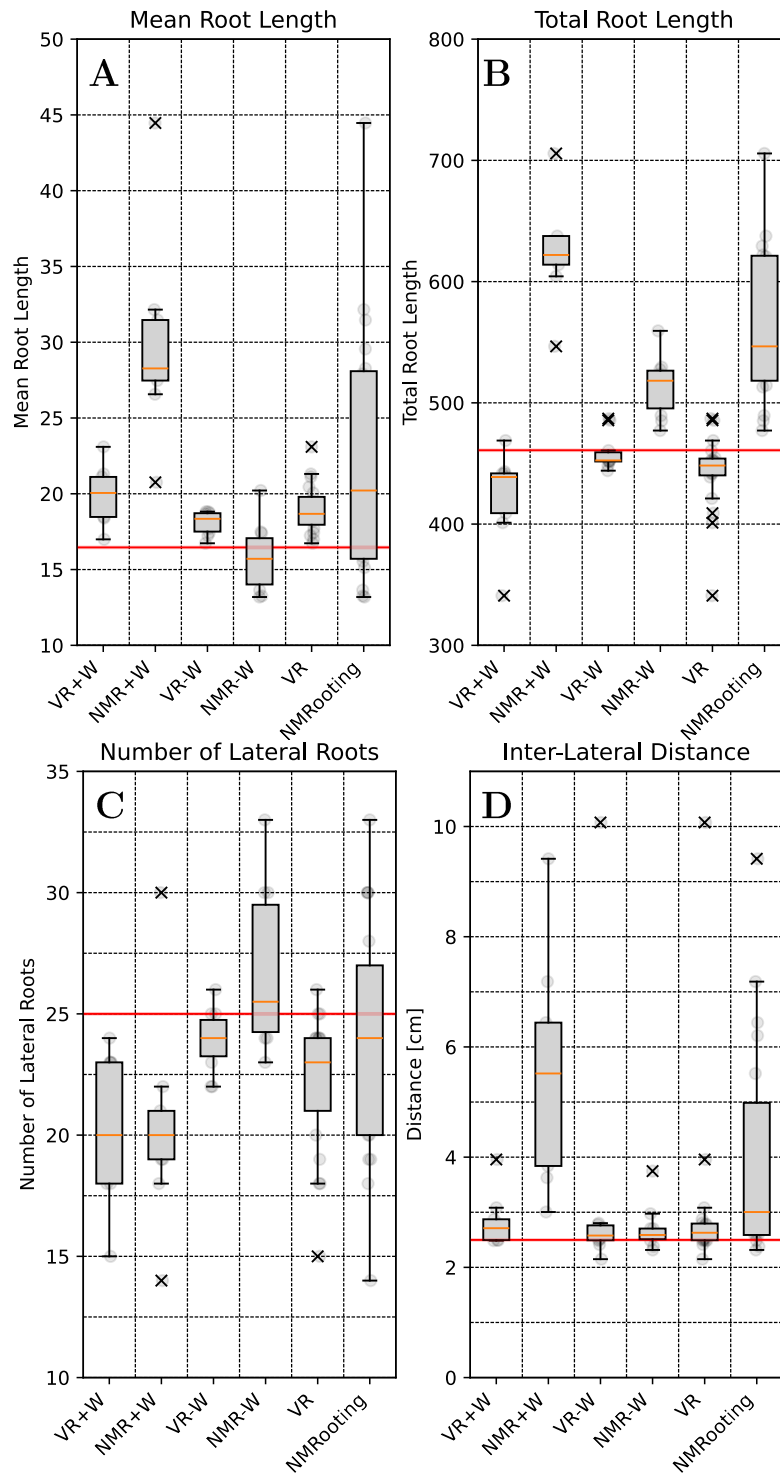 Mean Root Length
A
Mean Root Length
50
45
40
35
30
25
20
15
10
VR+W
NMR+W
VR-W
NMR-W
VR
NMRooting
Total Root Length
B
Total Root Length
800
700
600
500
400
300
VR+W
NMR+W
VR-W
NMR-W
VR
NMRooting
Number of Lateral Roots
C
Number of Lateral Roots
35
30
25
20
15
10
VR+W
NMR+W
VR-W
NMR-W
VR
NMRooting
Inter-Lateral Distance
D
Distance [cm]
10
8
6
4
2
0
VR+W
NMR+W
VR-W
NMR-W
VR
NMRooting